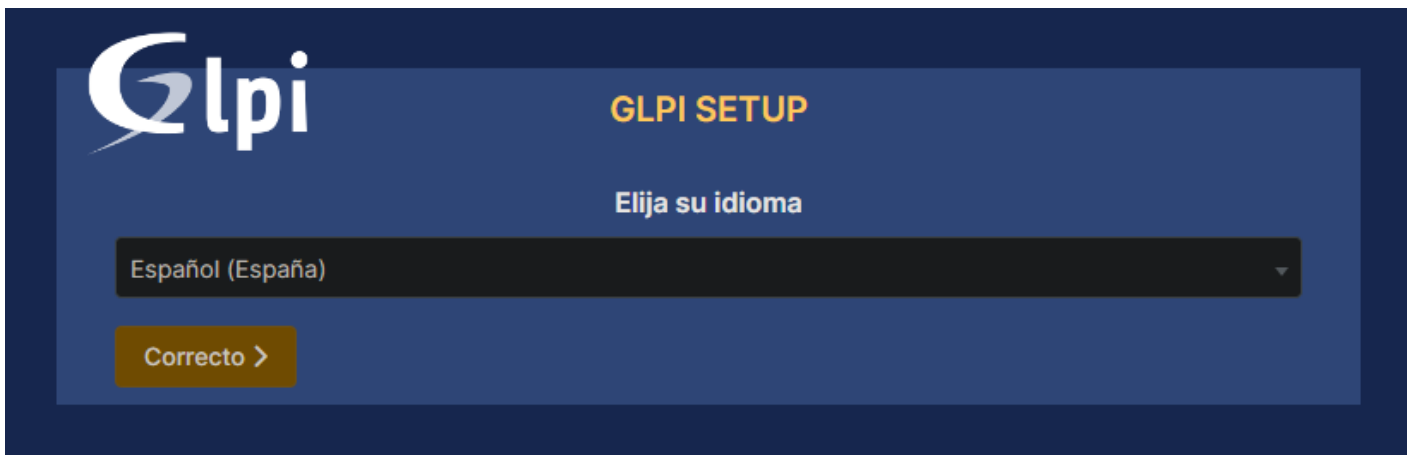 Glpi
GLPI SETUP
Elija su idioma
Español (España)
Correcto